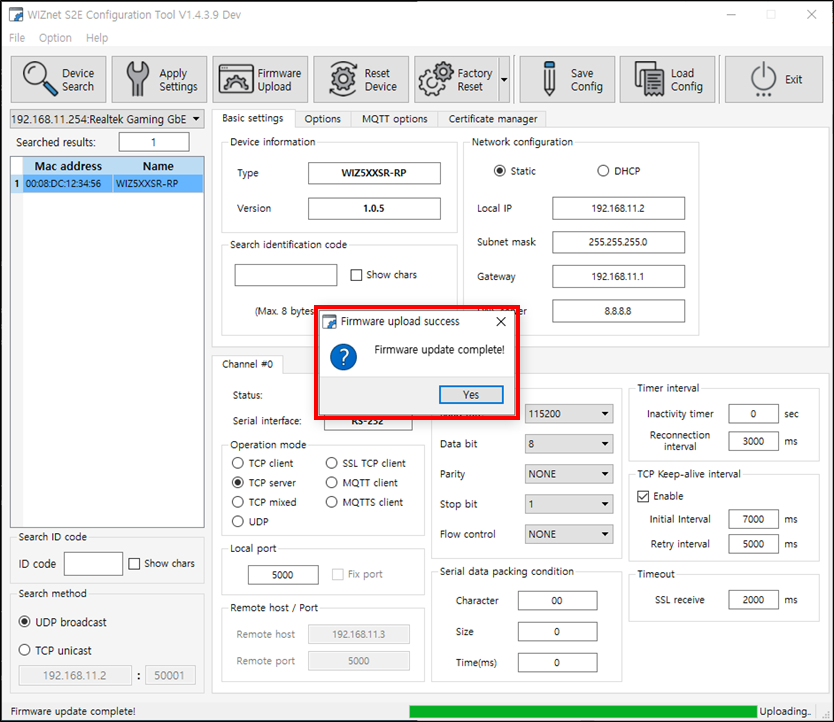 WIZnet S2E Configuration Tool V1.4.3.9 Dev
File Option Help
Device Search
Apply Settings
Firmware Upload
Reset Device
Factory Reset
Save Config
Load Config
Exit
192.168.11.254:Realtek Gaming GbE
Searched results: 1
Mac address Name
1 00:08:DC:12:34:56 WIZ5XXSR-RP
Search ID code
ID code Show chars
Search method
UDP broadcast
TCP unicast
192.168.11.2 : 50001
Basic settings Options MQTT options Certificate manager
Device information
Type WIZ5XXSR-RP
Version 1.0.5
Search identification code
Show chars
(Max. 8 bytes
Network configuration
Static DHCP
Local IP 192.168.11.2
Subnet mask 255.255.255.0
Gateway 192.168.11.1
8.8.8.8
Firmware upload success
Firmware update complete!
Yes
Channel #0
Status:
Serial interface: RS-232
Operation mode
TCP client SSL TCP client
TCP server MQTT client
TCP mixed MQTTS client
UDP
Local port
5000 Fix port
Remote host / Port
Remote host 192.168.11.3
Remote port 5000
115200
Data bit 8
Parity NONE
Stop bit 1
Flow control NONE
Serial data packing condition
Character 00
Size 0
Time(ms) 0
Timer interval
Inactivity timer 0 sec
Reconnection interval 3000 ms
TCP Keep-alive interval
Enable
Initial Interval 7000 ms
Retry interval 5000 ms
Timeout
SSL receive 2000 ms
Firmware update complete!
Uploading..